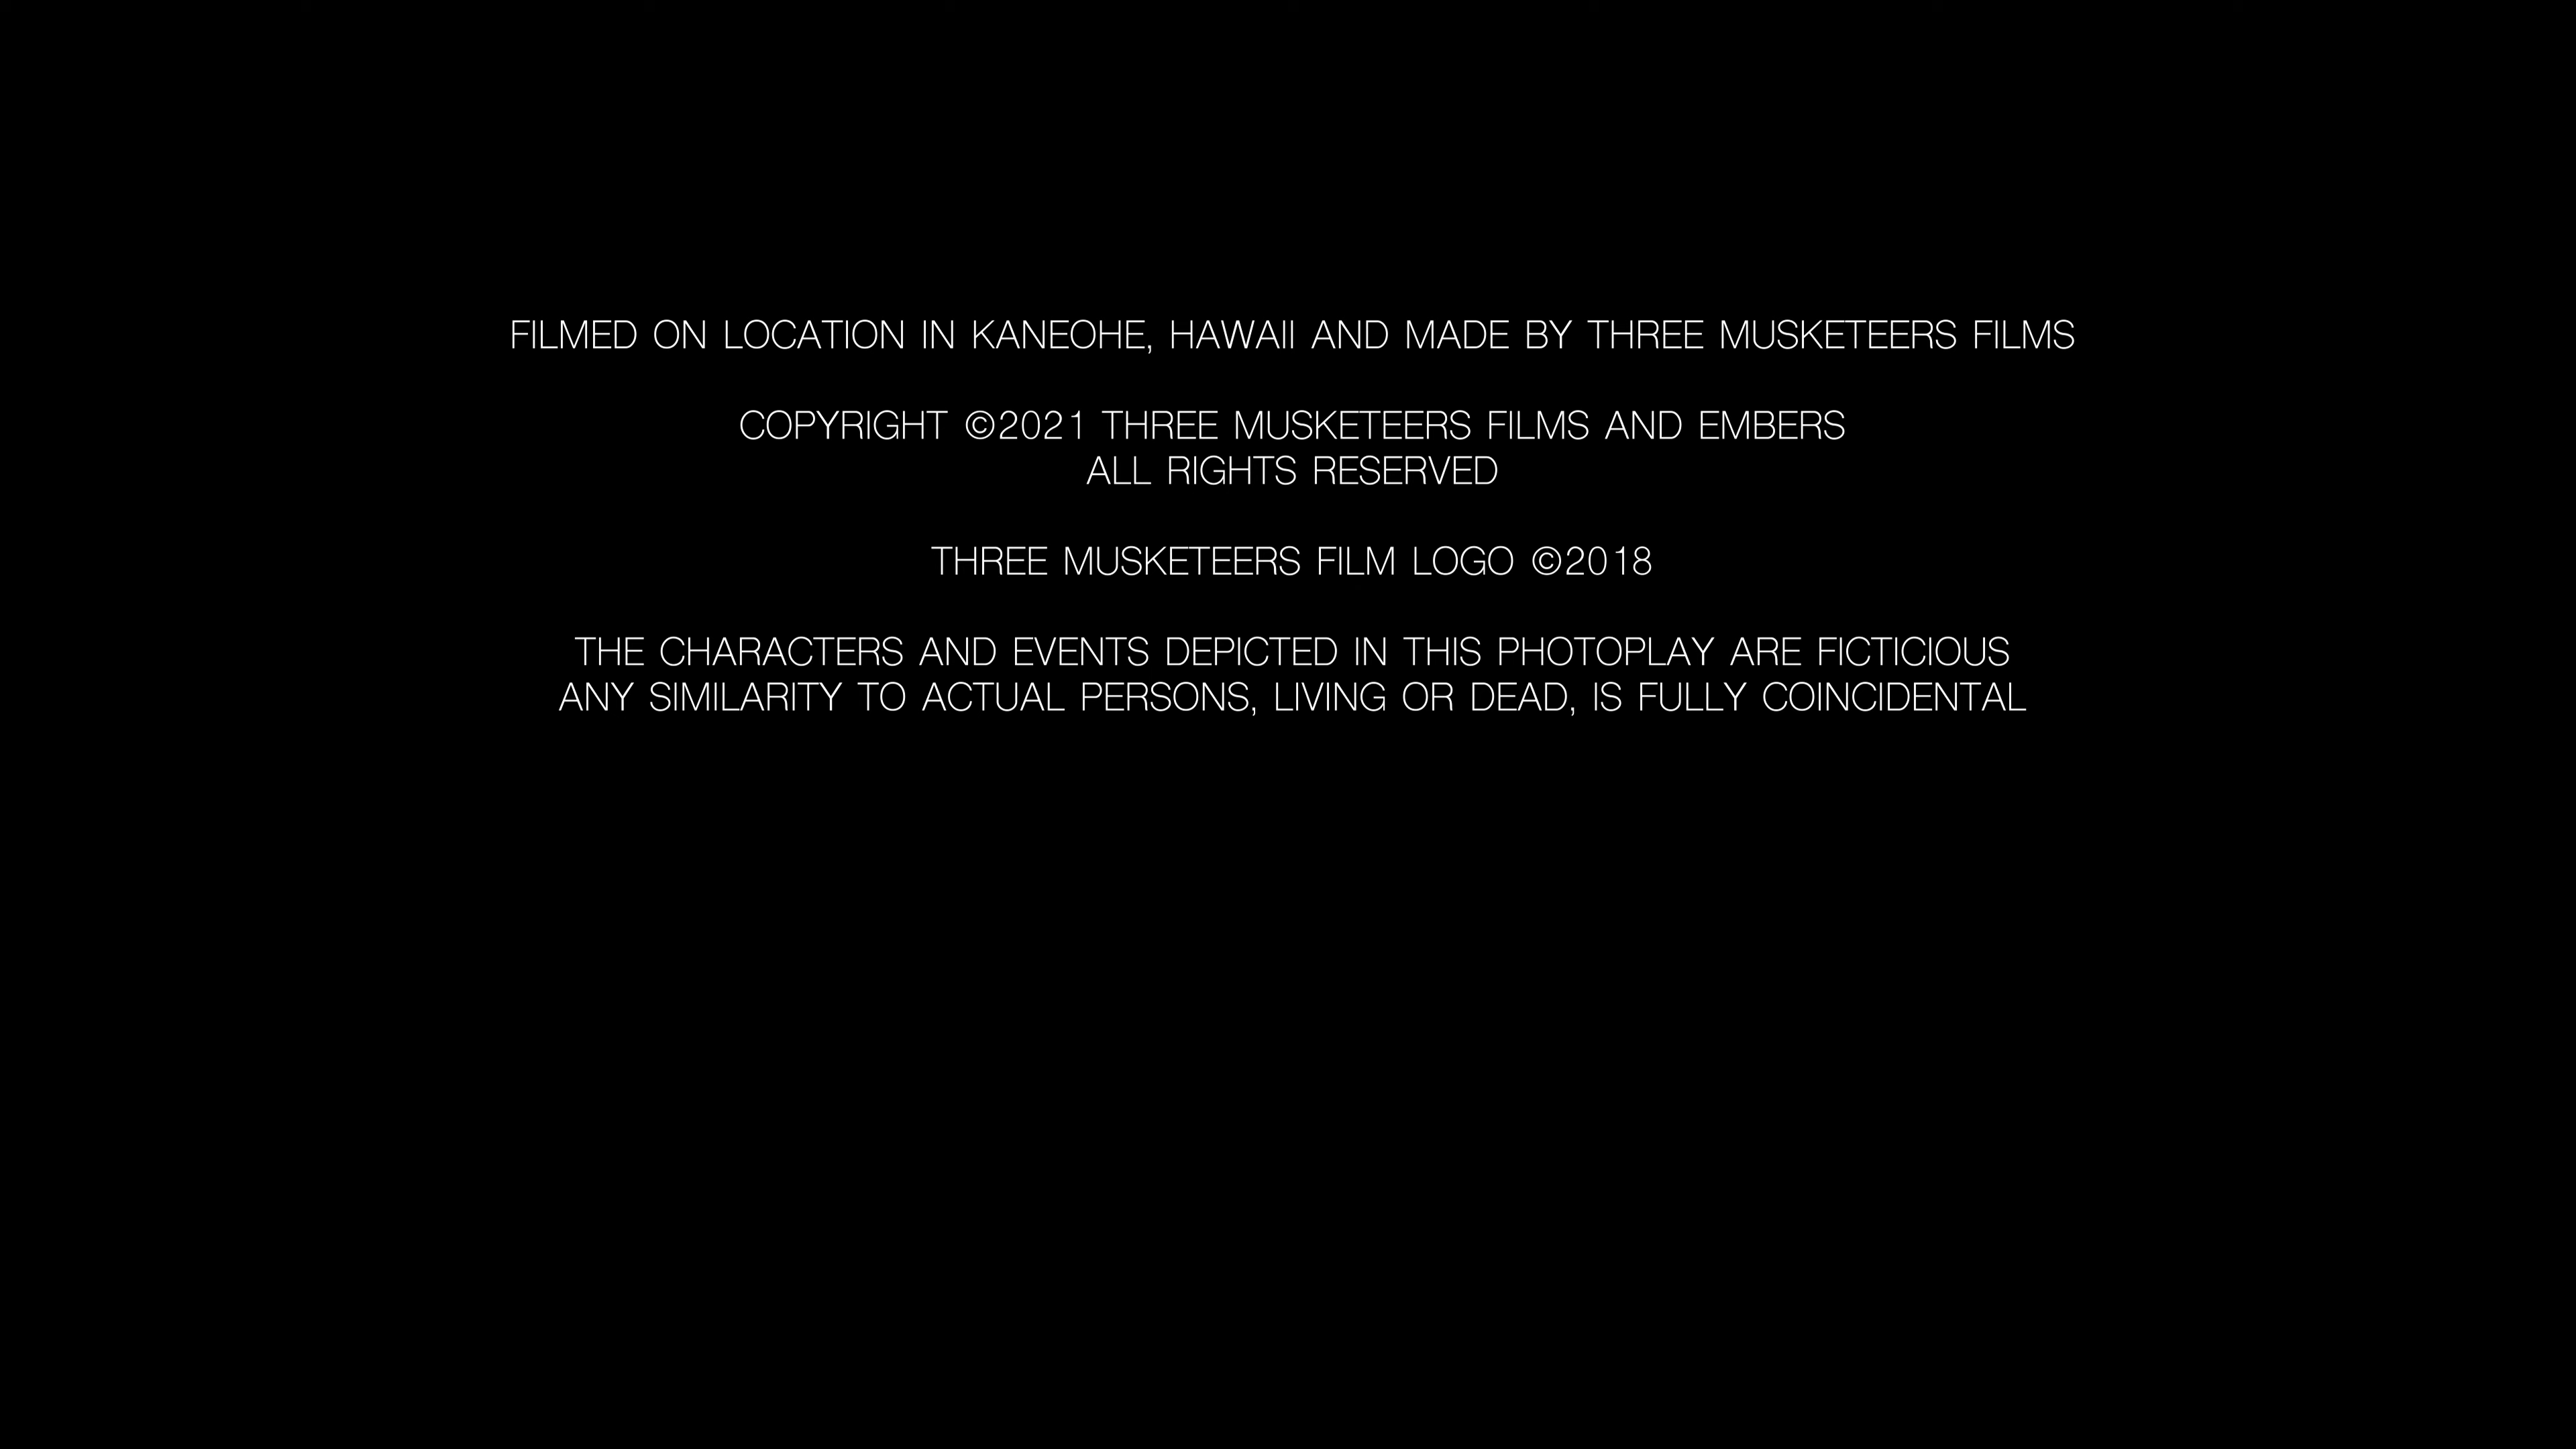 FILMED ON LOCATION IN KANEOHE, HAWAII AND MADE BY THREE MUSKETEERS FILMS
COPYRIGHT ©2021 THREE MUSKETEERS FILMS AND EMBERS
ALL RIGHTS RESERVED
THREE MUSKETEERS FILM LOGO ©2018
THE CHARACTERS AND EVENTS DEPICTED IN THIS PHOTOPLAY ARE FICTICIOUS
ANY SIMILARITY TO ACTUAL PERSONS, LIVING OR DEAD, IS FULLY COINCIDENTAL